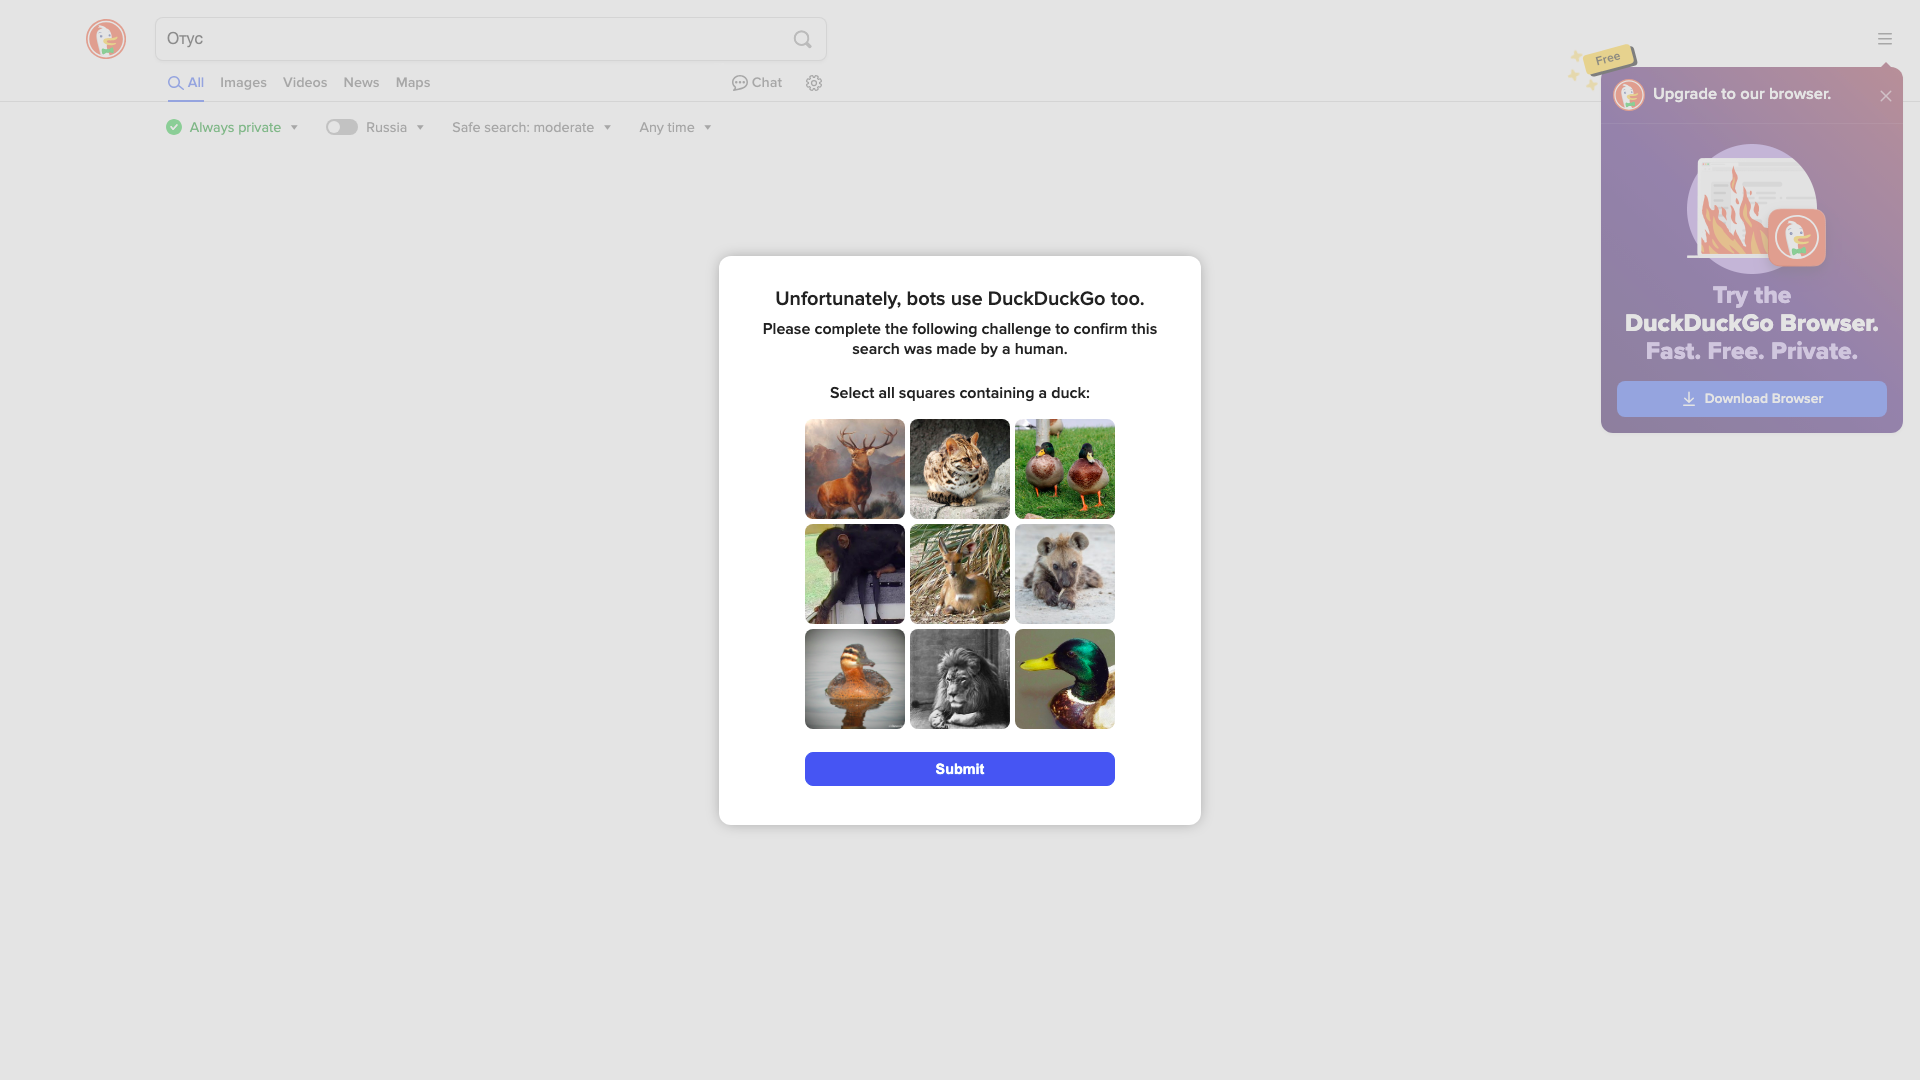 Отус
All
Images
Videos
News
Maps
Chat
Always private
Russia
Safe search: moderate
Any time
Free
Upgrade to our browser.
Try the
DuckDuckGo Browser.
Fast. Free. Private.
Download Browser
Unfortunately, bots use DuckDuckGo too.
Please complete the following challenge to confirm this
search was made by a human.
Select all squares containing a duck:
Submit